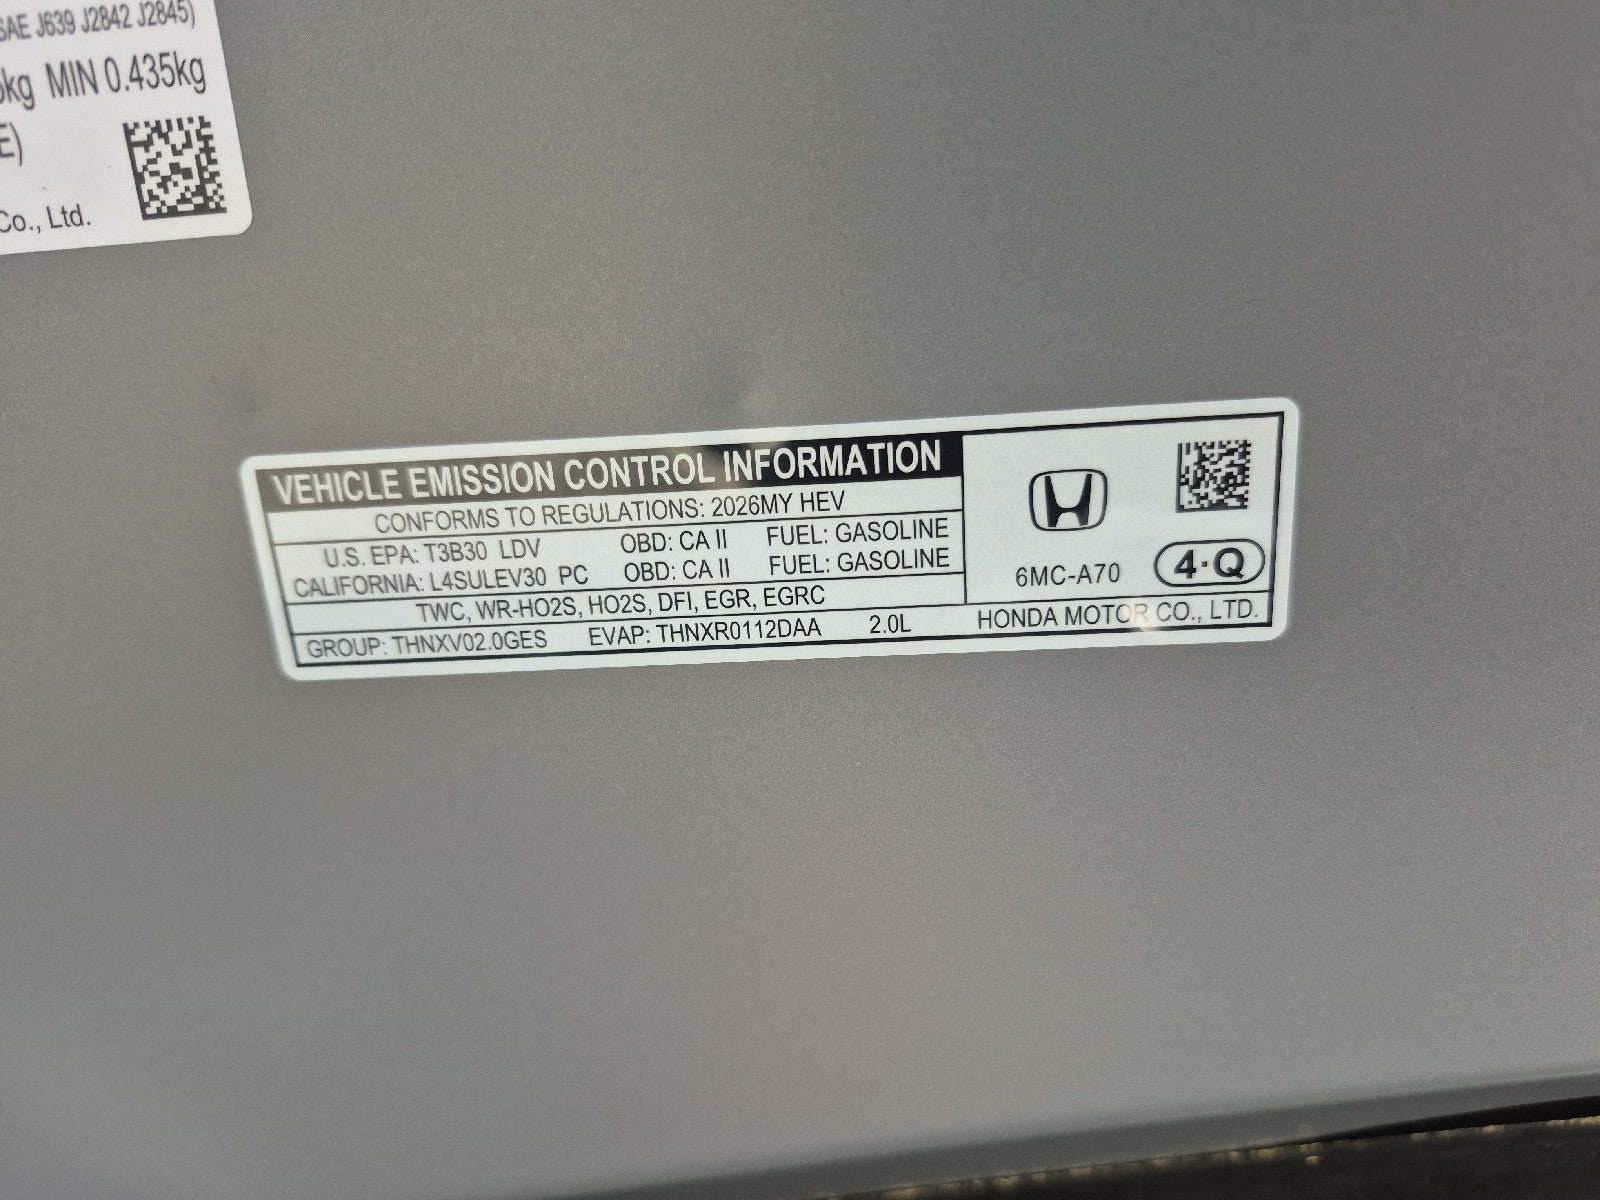 SAE J639 J2842 J2845)
kg MIN 0.435kg
E)
Co., Ltd.
VEHICLE EMISSION CONTROL INFORMATION
CONFORMS TO REGULATIONS: 2026MY HEV
U.S. EPA: T3B30 LDV OBD: CA II FUEL: GASOLINE
CALIFORNIA: L4SULEV30 PC OBD: CA II FUEL: GASOLINE
TWC, WR-HO2S, HO2S, DFI, EGR, EGRC
GROUP: THNXV02.0GES EVAP: THNXR0112DAA 2.0L
6MC-A70 4·Q
HONDA MOTOR CO., LTD.